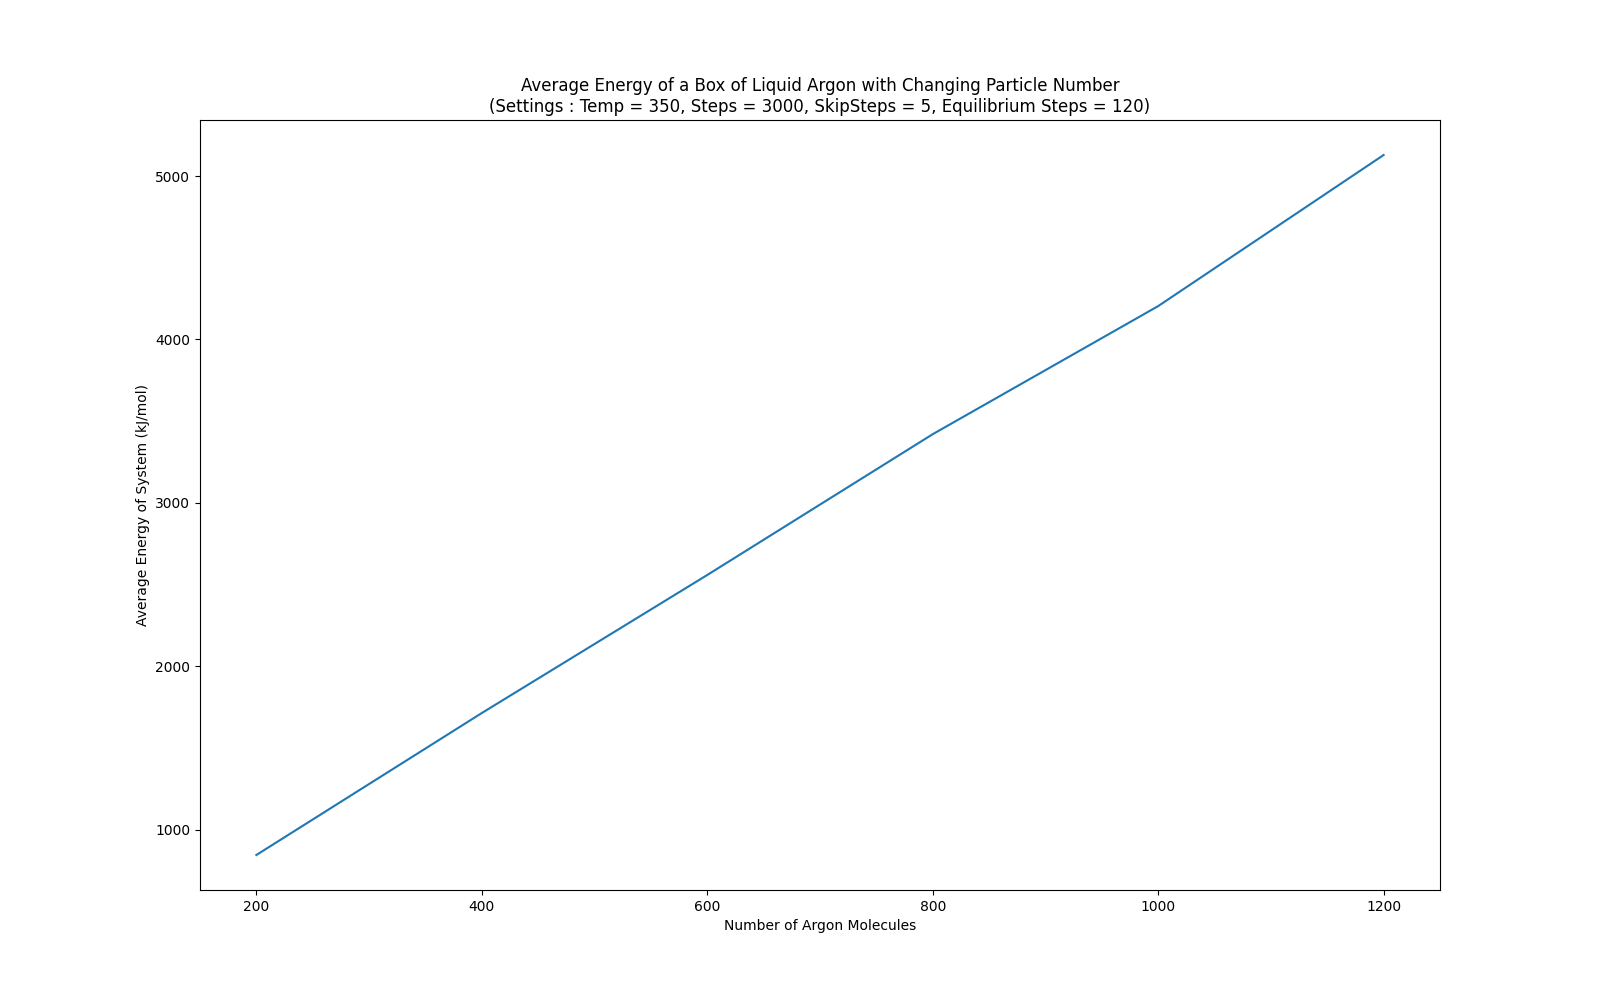 Average Energy of a Box of Liquid Argon with Changing Particle Number
(Settings : Temp = 350, Steps = 3000, SkipSteps = 5, Equilibrium Steps = 120)
5000
4000
3000
2000
1000
Average Energy of System (kJ/mol)
200 400 600 800 1000 1200
Number of Argon Molecules